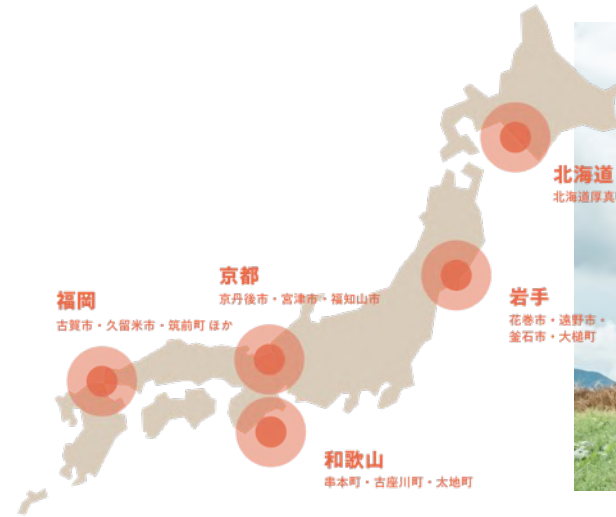 北海道
北海道厚真
京都
京丹後市・宮津市・福知山市
福岡
古賀市・久留米市・筑前町 ほか
岩手
花巻市・遠野市・
釜石市・大槌町
和歌山
串本町・古座川町・太地町